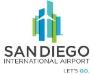 SAN DIEGO
INTERNATIONAL AIRPORT
LET'S GO.